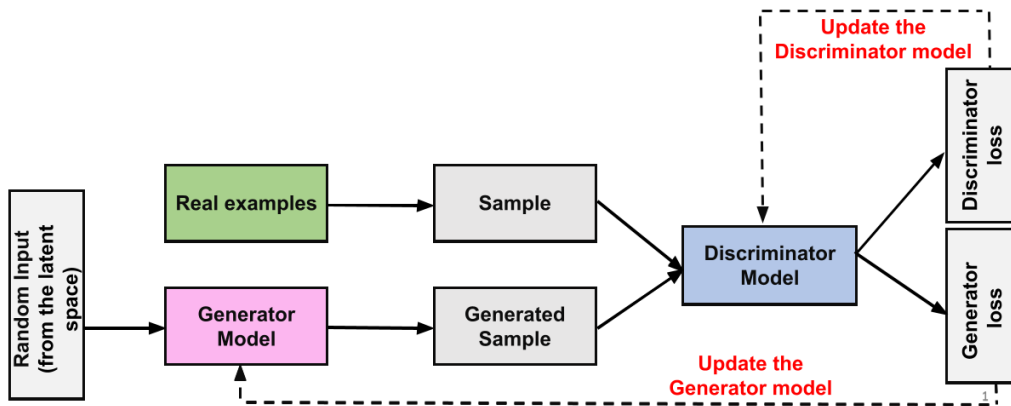 Update the
Discriminator model
Discriminator
loss
Real examples
Sample
Random Input
(from the latent
space)
Discriminator
Model
Generator
Model
Generated
Sample
Generator
loss
Update the
Generator model
1